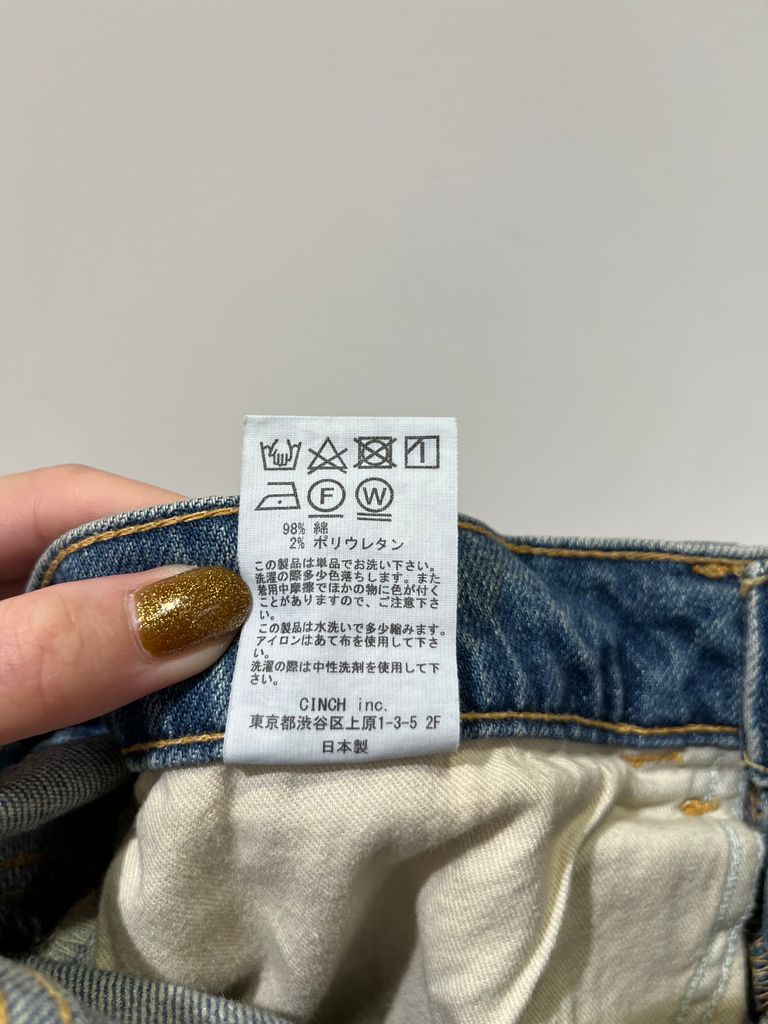 F W
98% 綿
2% ポリウレタン
この製品は単品でお洗い下さい。
洗濯の際多少色落ちします。また
着用中摩擦でほかの物に色が付く
ことがありますので、ご注意下さ
い。
この製品は水洗いで多少縮みます。
アイロンはあて布を使用して下さ
い。
洗濯の際は中性洗剤を使用して下
さい。
CINCH inc.
東京都渋谷区上原1-3-5 2F
日本製